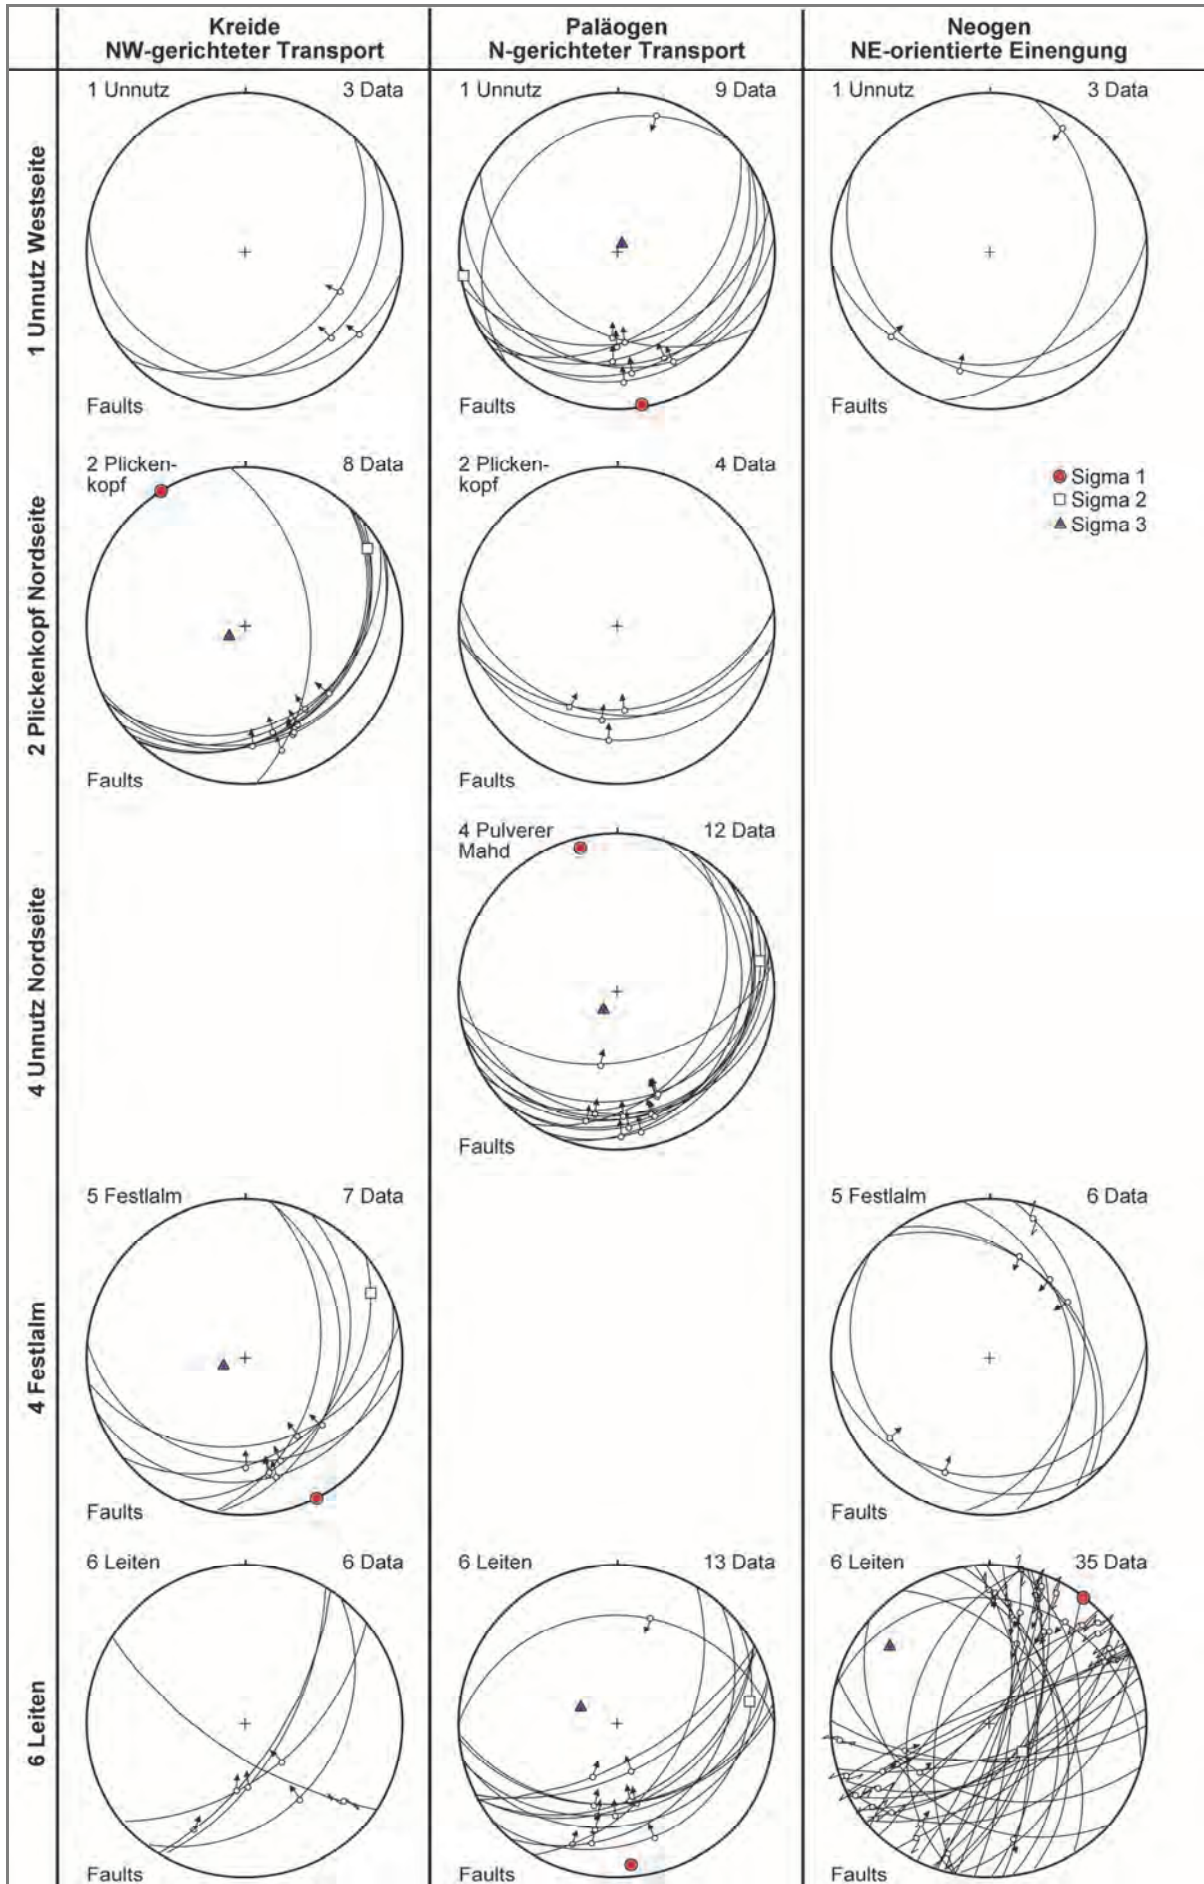 Kreide
NW-gerichteter Transport
Paläogen
N-gerichteter Transport
Neogen
NE-orientierte Einengung
1 Unnutz Westseite
1 Unnutz
3 Data
Faults
1 Unnutz
9 Data
Faults
1 Unnutz
3 Data
Faults
2 Plickenkopf Nordseite
2 Plicken-
kopf
8 Data
Faults
2 Plicken-
kopf
4 Data
Faults
Sigma 1
Sigma 2
Sigma 3
4 Unnutz Nordseite
4 Pulverer
Mahd
12 Data
Faults
4 Festlalm
5 Festlalm
7 Data
Faults
5 Festlalm
6 Data
Faults
6 Leiten
6 Leiten
6 Data
Faults
6 Leiten
13 Data
Faults
6 Leiten
35 Data
Faults